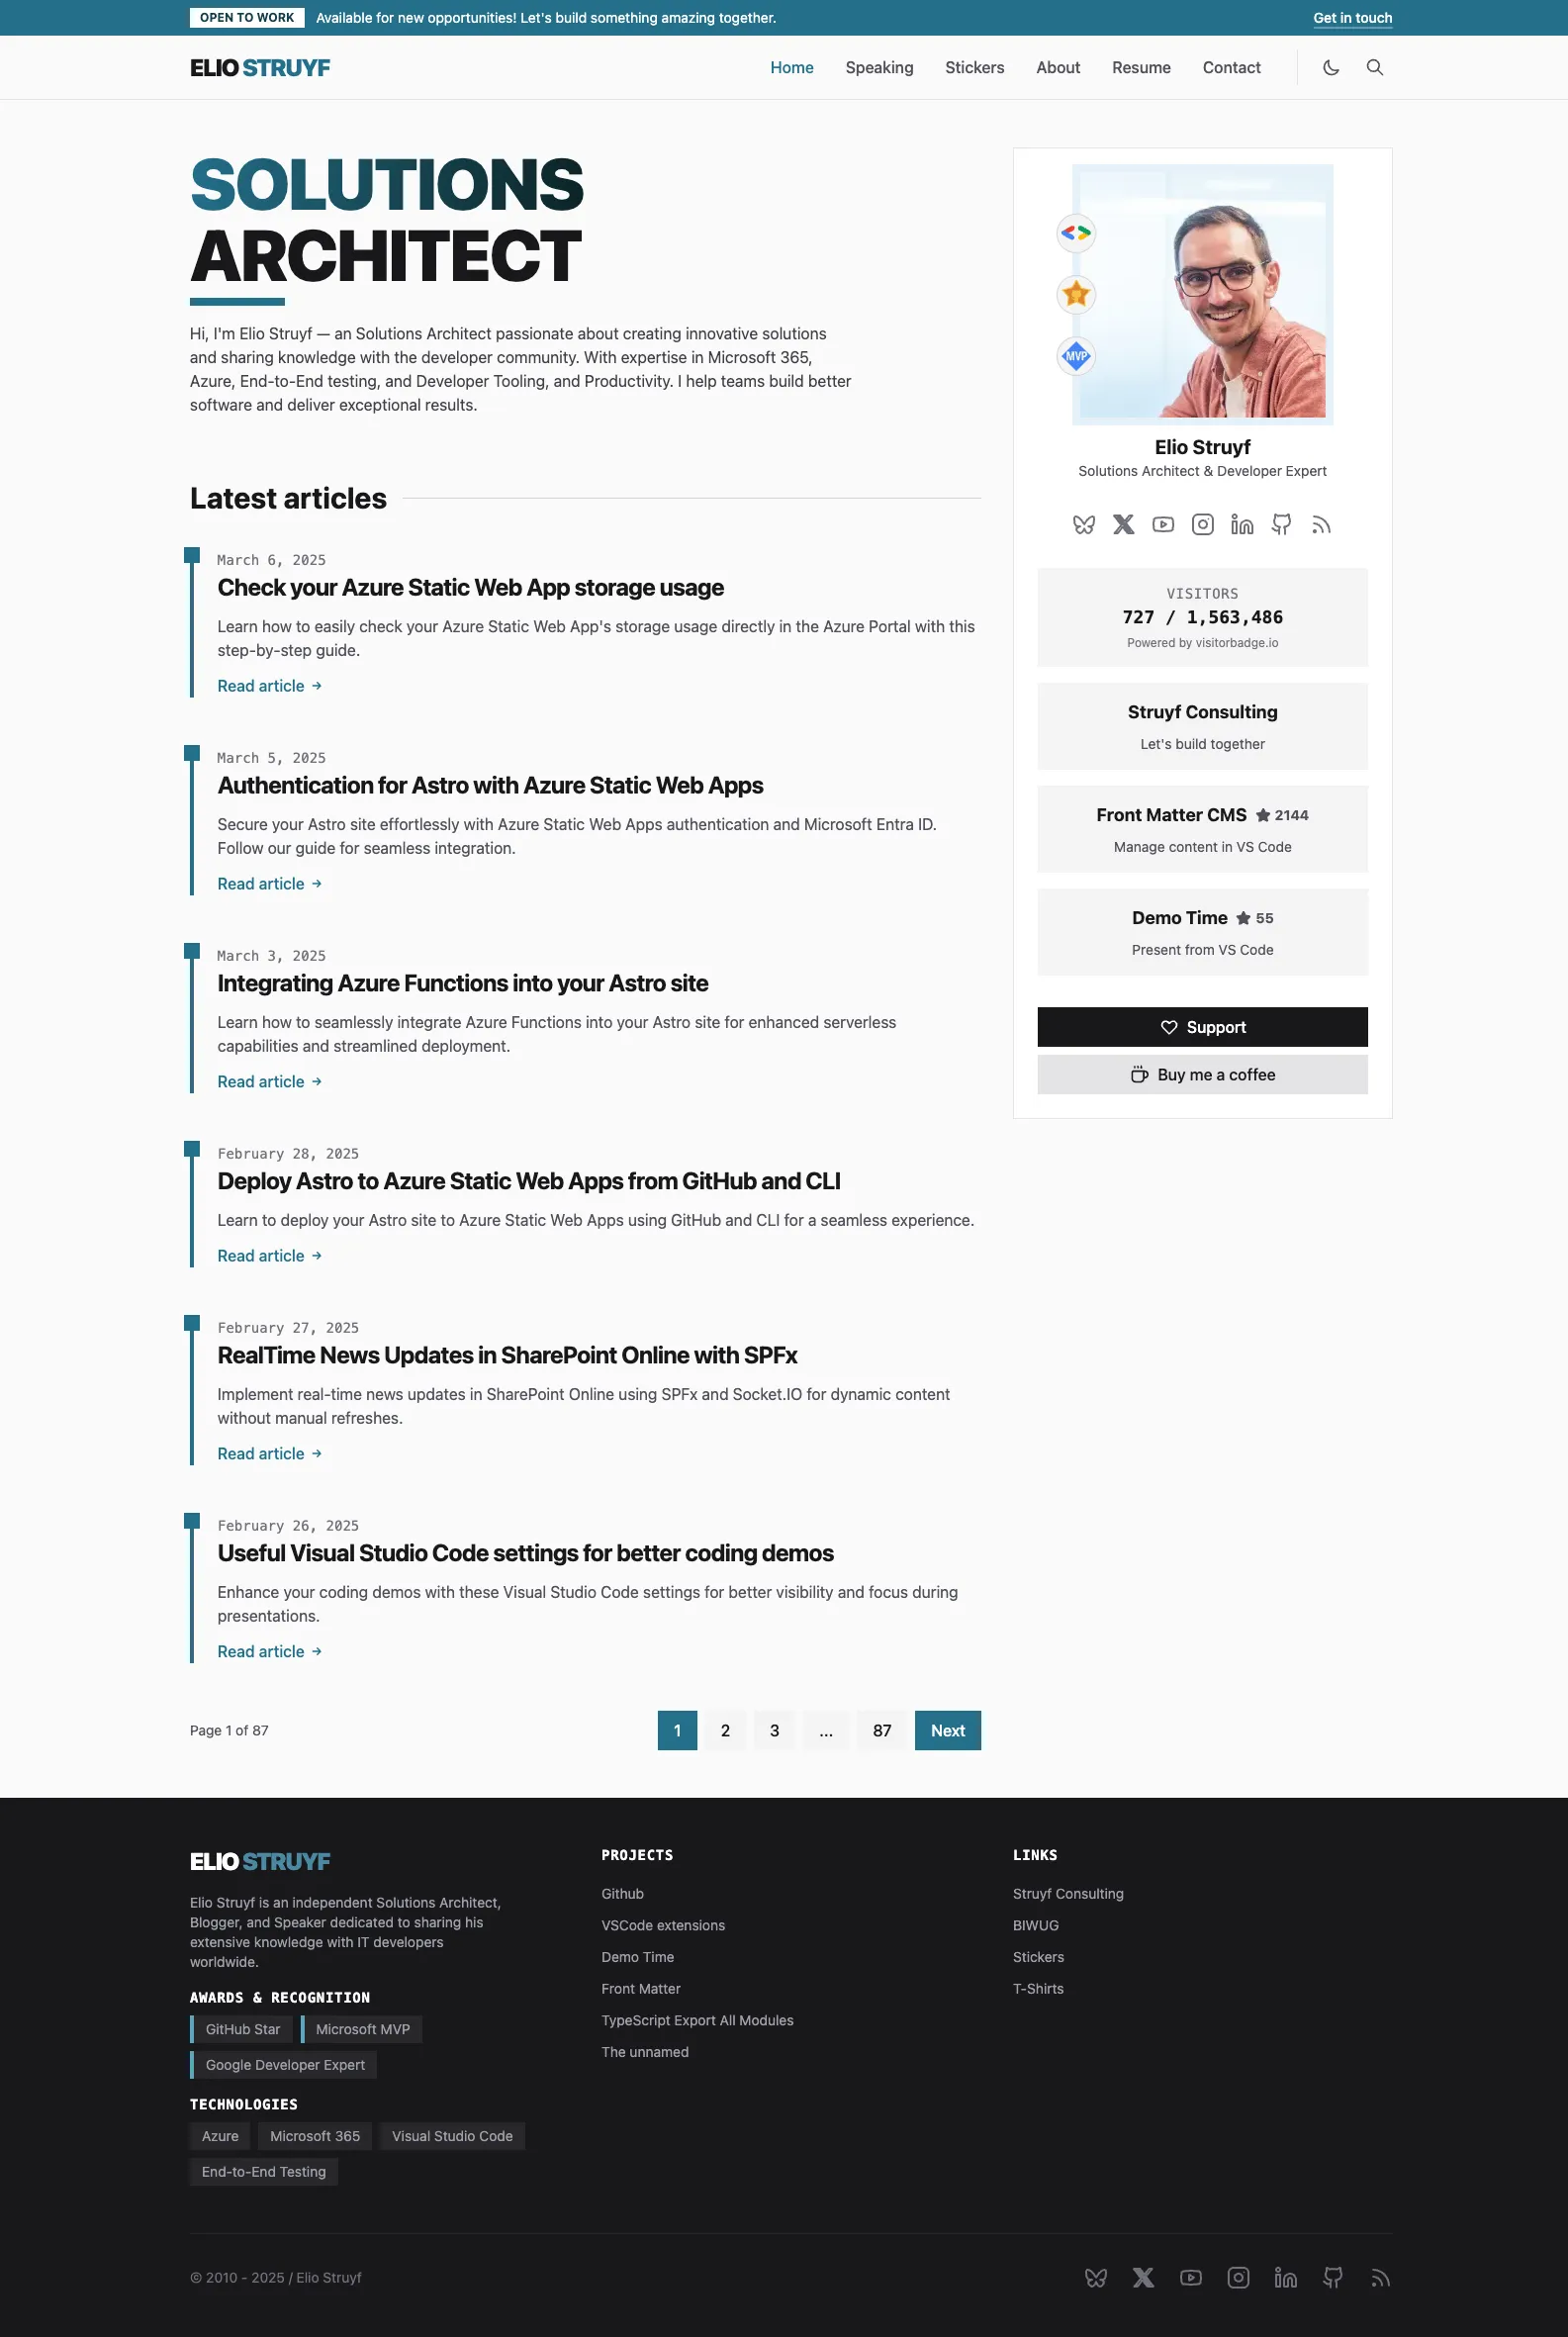 OPEN TO WORK Available for new opportunities! Let's build something amazing together. Get in touch
ELIO STRUYF Home Speaking Stickers About Resume Contact
SOLUTIONS
ARCHITECT
Hi, I'm Elio Struyf — an Solutions Architect passionate about creating innovative solutions
and sharing knowledge with the developer community. With expertise in Microsoft 365,
Azure, End-to-End testing, and Developer Tooling, and Productivity. I help teams build better
software and deliver exceptional results.
Latest articles
March 6, 2025
Check your Azure Static Web App storage usage
Learn how to easily check your Azure Static Web App's storage usage directly in the Azure Portal with this
step-by-step guide.
Read article →
March 5, 2025
Authentication for Astro with Azure Static Web Apps
Secure your Astro site effortlessly with Azure Static Web Apps authentication and Microsoft Entra ID.
Follow our guide for seamless integration.
Read article →
March 3, 2025
Integrating Azure Functions into your Astro site
Learn how to seamlessly integrate Azure Functions into your Astro site for enhanced serverless
capabilities and streamlined deployment.
Read article →
February 28, 2025
Deploy Astro to Azure Static Web Apps from GitHub and CLI
Learn to deploy your Astro site to Azure Static Web Apps using GitHub and CLI for a seamless experience.
Read article →
February 27, 2025
RealTime News Updates in SharePoint Online with SPFx
Implement real-time news updates in SharePoint Online using SPFx and Socket.IO for dynamic content
without manual refreshes.
Read article →
February 26, 2025
Useful Visual Studio Code settings for better coding demos
Enhance your coding demos with these Visual Studio Code settings for better visibility and focus during
presentations.
Read article →
Page 1 of 87 1 2 3 ... 87 Next
MVP
Elio Struyf
Solutions Architect & Developer Expert
VISITORS
727 / 1,563,486
Powered by visitorbadge.io
Struyf Consulting
Let's build together
Front Matter CMS 2144
Manage content in VS Code
Demo Time 55
Present from VS Code
Support
Buy me a coffee
ELIO STRUYF
Elio Struyf is an independent Solutions Architect,
Blogger, and Speaker dedicated to sharing his
extensive knowledge with IT developers
worldwide.
AWARDS & RECOGNITION
GitHub Star Microsoft MVP
Google Developer Expert
TECHNOLOGIES
Azure Microsoft 365 Visual Studio Code
End-to-End Testing
PROJECTS
Github
VSCode extensions
Demo Time
Front Matter
TypeScript Export All Modules
The unnamed
LINKS
Struyf Consulting
BIWUG
Stickers
T-Shirts
© 2010 - 2025 / Elio Struyf